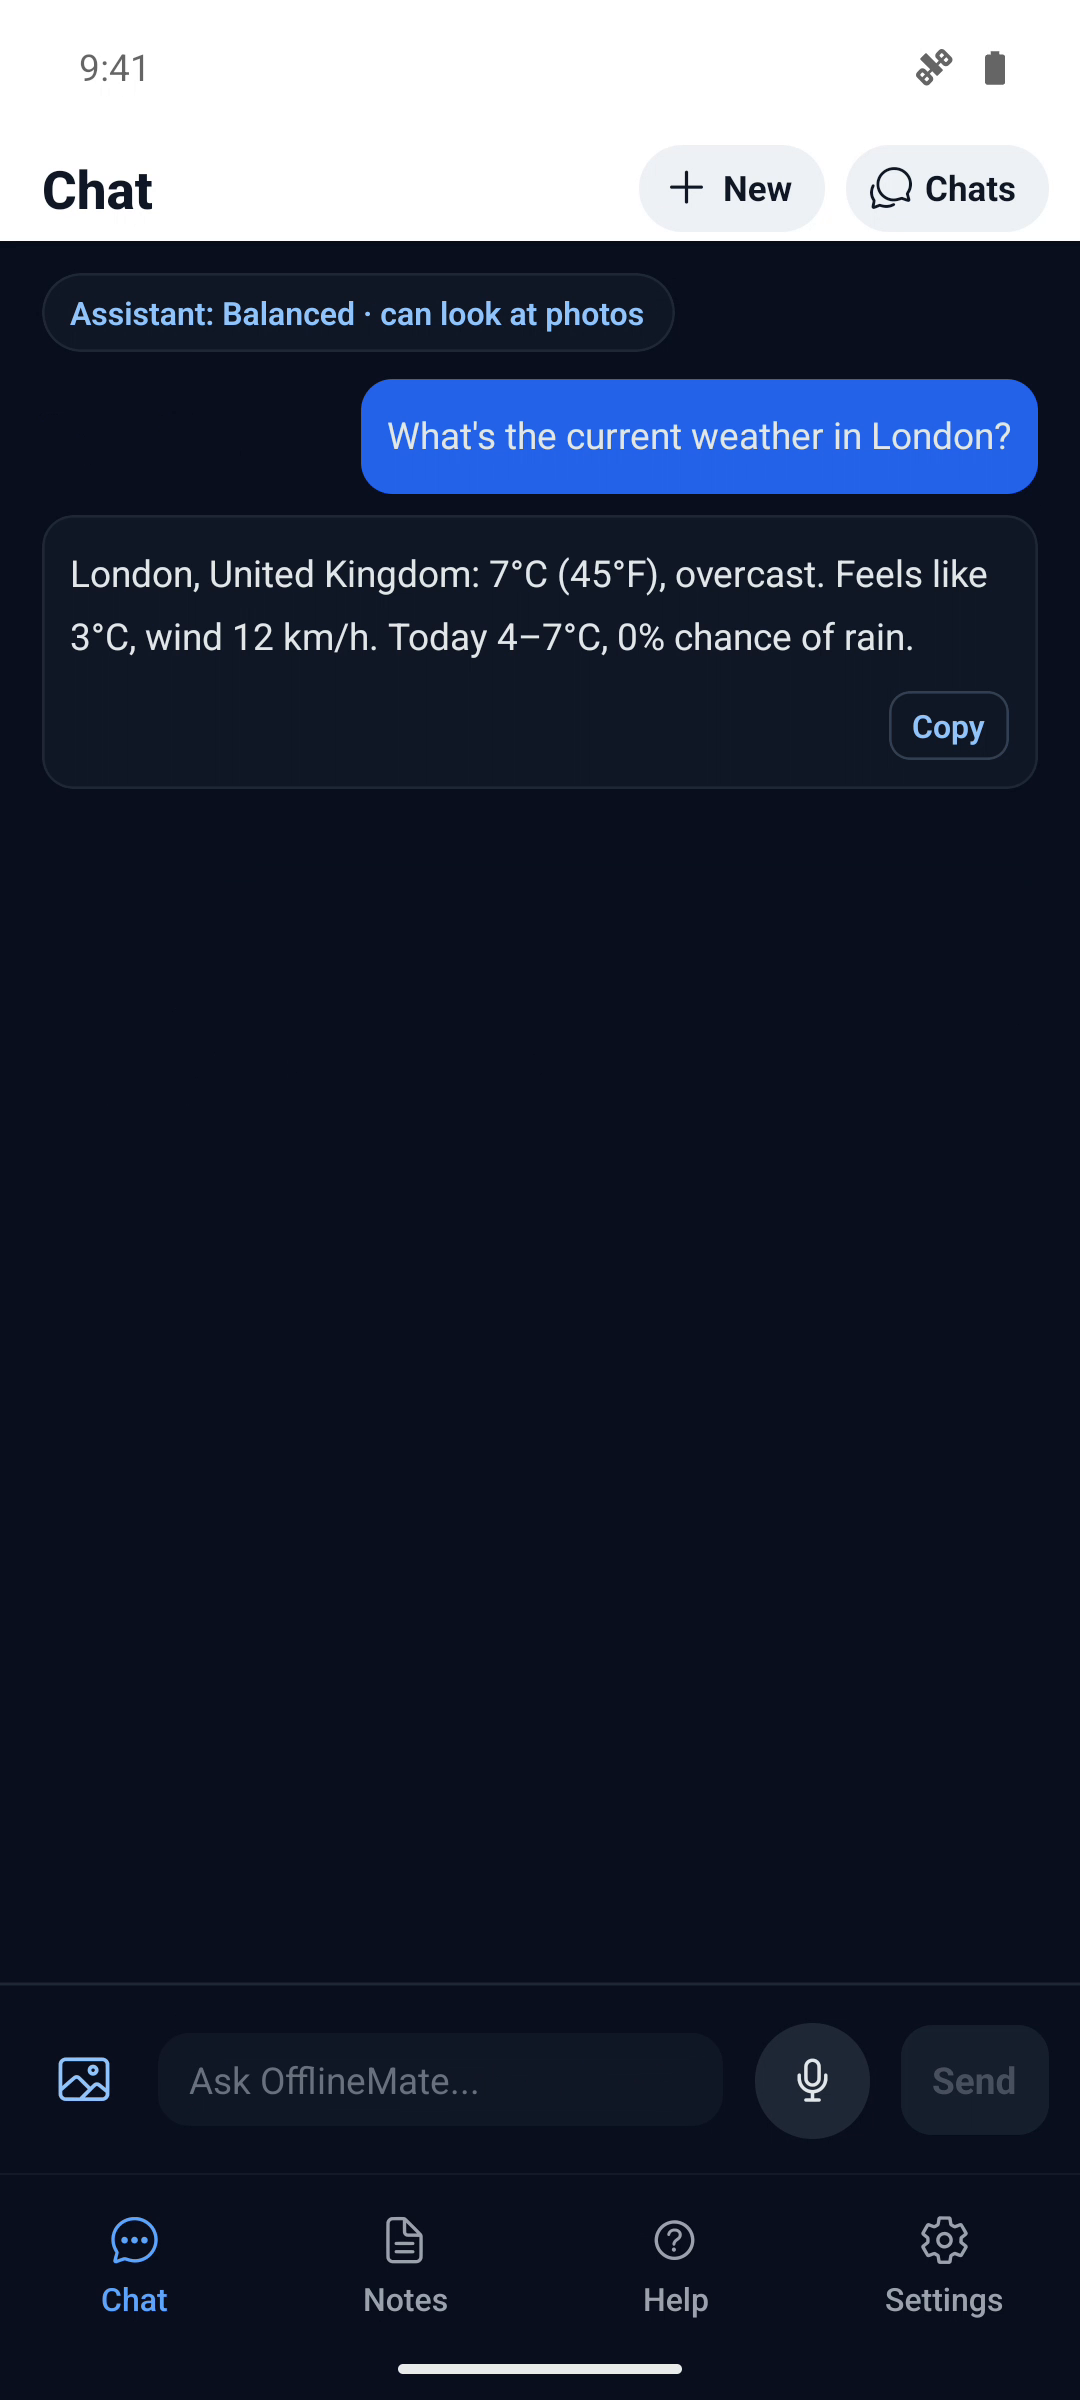 9:41
Chat
New
Chats
Assistant: Balanced · can look at photos
What's the current weather in London?
London, United Kingdom: 7°C (45°F), overcast. Feels like
3°C, wind 12 km/h. Today 4–7°C, 0% chance of rain.
Copy
Ask OfflineMate...
Send
Chat
Notes
Help
Settings